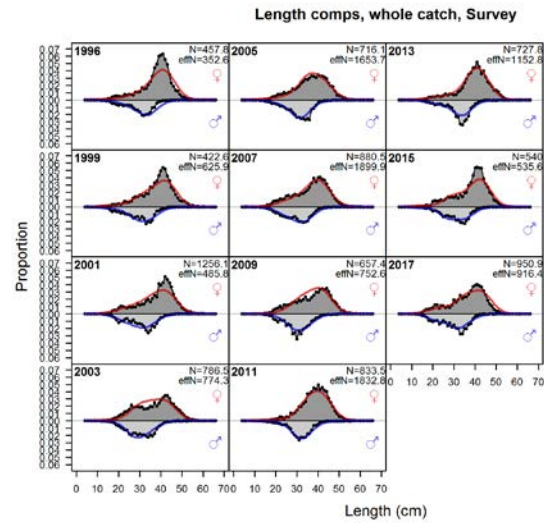 Length comps, whole catch, Survey
1996 N=457.8 effN=352.6 ♀ ♂
2005 N=716.1 effN=1653.7 ♀ ♂
2013 N=727.8 effN=1152.8 ♀ ♂
1999 N=422.6 effN=625.9 ♀ ♂
2007 N=880.5 effN=1899.9 ♀ ♂
2015 N=540 effN=535.6 ♀ ♂
2001 N=1256.1 effN=485.8 ♀ ♂
2009 N=657.4 effN=752.6 ♀ ♂
2017 N=950.9 effN=916.4 ♀ ♂
2003 N=786.5 effN=774.3 ♀ ♂
2011 N=833.5 effN=1832.8 ♀ ♂
Proportion
0 10 20 30 40 50 60 70 0 10 20 30 40 50 60 0 10 20 30 40 50 60 70
Length (cm)